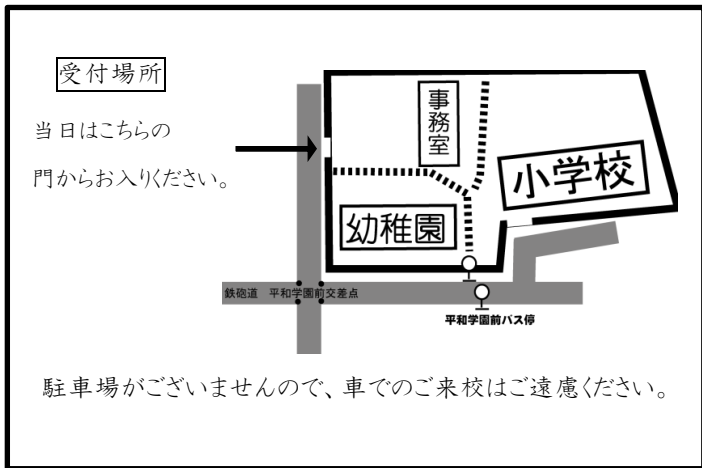 受付場所
当日はこちらの
門からお入りください。
事務室
小学校
幼稚園
鉄砲道 平和学園前交差点
平和学園前バス停
駐車場がございませんので、車でのご来校はご遠慮ください。